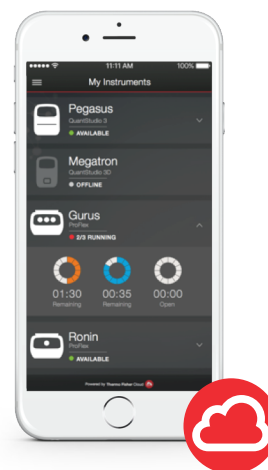 11:11 AM 100%
My Instruments
Pegasus
QuantStudio 3
AVAILABLE
Megatron
QuantStudio 3D
OFFLINE
Gurus
ProFlex
2/3 RUNNING
01:30 00:35 00:00
Remaining Remaining Open
Ronin
ProFlex
AVAILABLE
Powered by Thermo Fisher Cloud